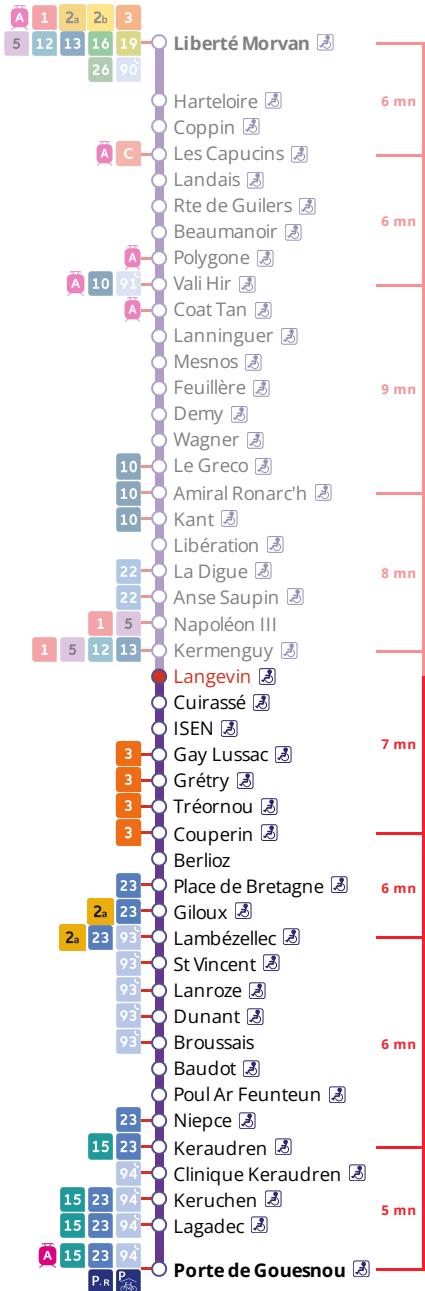 A 1 2a 2b 3
5 12 13 16 19 Liberté Morvan
26 90
Harteloire 6 mn
Coppin
A C Les Capucins
Landais
Rte de Guilers 6 mn
Beaumanoir
A Polygone
A 10 91 Vali Hir
A Coat Tan
Lanninguer
Mesnos
Feuillère 9 mn
Demy
Wagner
10 Le Greco
10 Amiral Ronarc'h
10 Kant
Libération
22 La Digue 8 mn
22 Anse Saupin
1 5 Napoléon III
1 5 12 13 Kermenguy
Langevin
Cuirassé
ISEN
3 Gay Lussac 7 mn
3 Grétry
3 Tréornou
3 Couperin
Berlioz
23 Place de Bretagne 6 mn
2a 23 Giloux
2a 23 93 Lambézellec
93 St Vincent
93 Lanroze
93 Dunant
93 Broussais 6 mn
Baudot
Poul Ar Feunteun
23 Niepce
15 23 Keraudren
94 Clinique Keraudren
15 23 94 Keruchen 5 mn
15 23 94 Lagadec
A 15 23 94
Porte de Gouesnou
P.R P